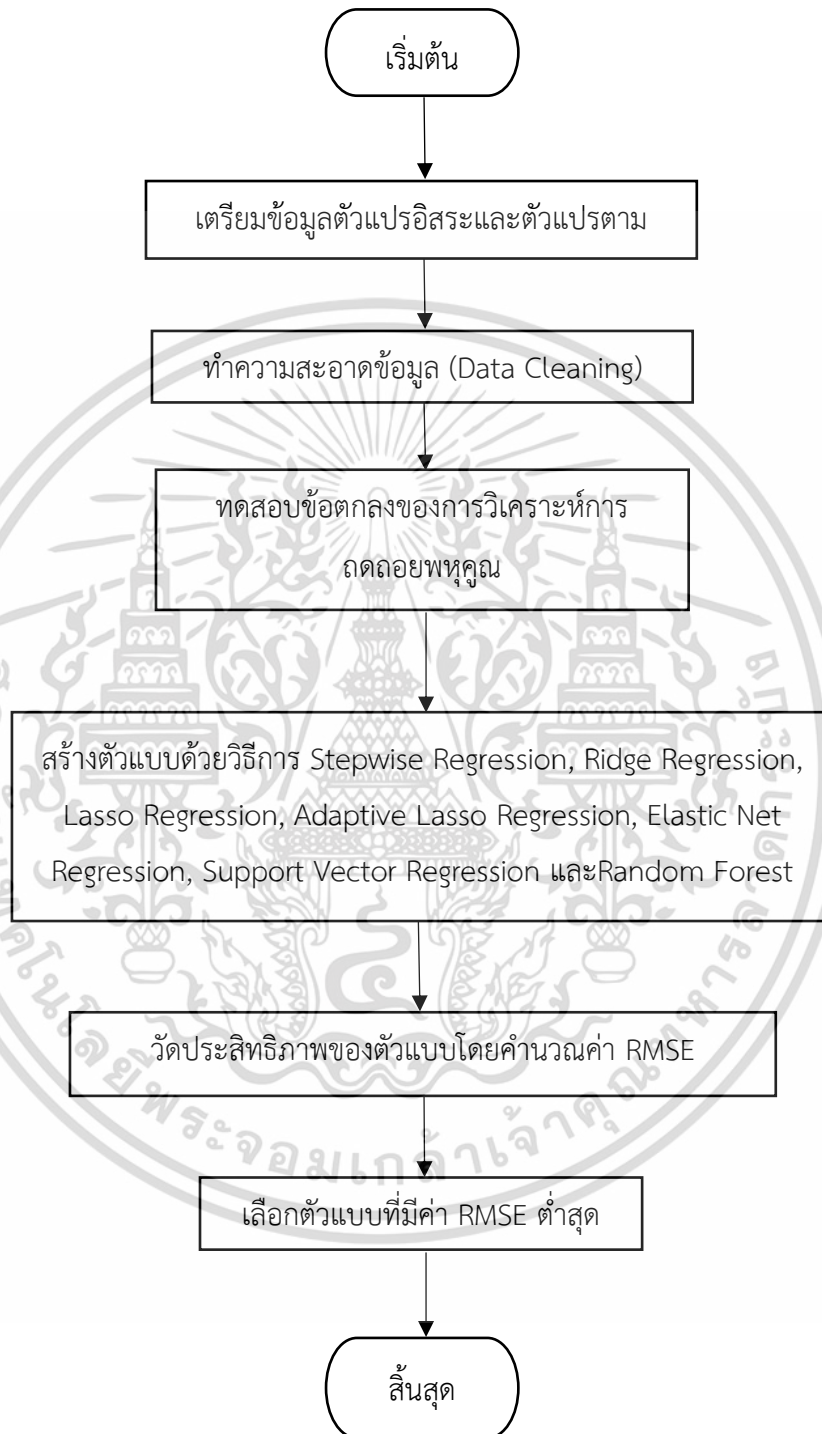 เริ่มต้น
เตรียมข้อมูลตัวแปรอิสระและตัวแปรตาม
ทำความสะอาดข้อมูล (Data Cleaning)
ทดสอบข้อตกลงของการวิเคราะห์การ
ถดถอยพหุคูณ
สร้างตัวแบบด้วยวิธีการ Stepwise Regression, Ridge Regression,
Lasso Regression, Adaptive Lasso Regression, Elastic Net
Regression, Support Vector Regression และRandom Forest
วัดประสิทธิภาพของตัวแบบโดยคำนวณค่า RMSE
เลือกตัวแบบที่มีค่า RMSE ต่ำสุด
สิ้นสุด